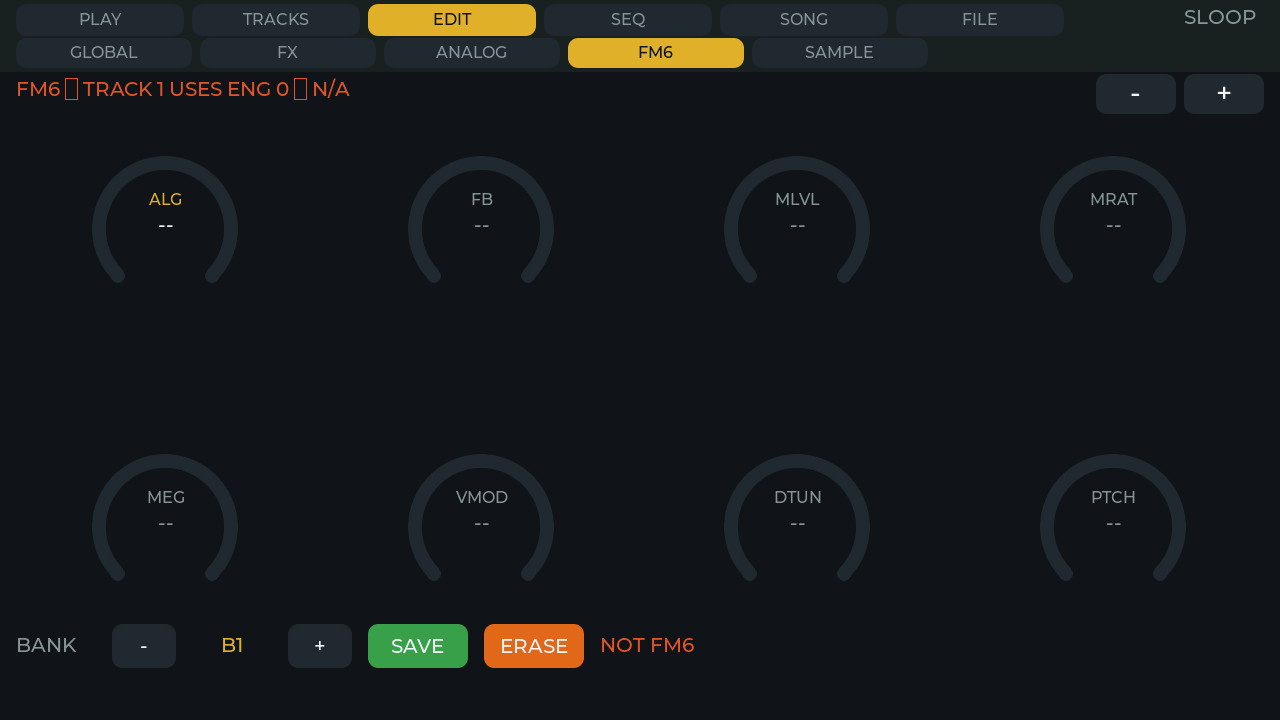 PLAY TRACKS EDIT SEQ SONG FILE SLOOP
GLOBAL FX ANALOG FM6 SAMPLE
FM6 □ TRACK 1 USES ENG 0 □ N/A - +
ALG FB MLVL MRAT
-- -- -- --
MEG VMOD DTUN PTCH
-- -- -- --
BANK - B1 + SAVE ERASE NOT FM6